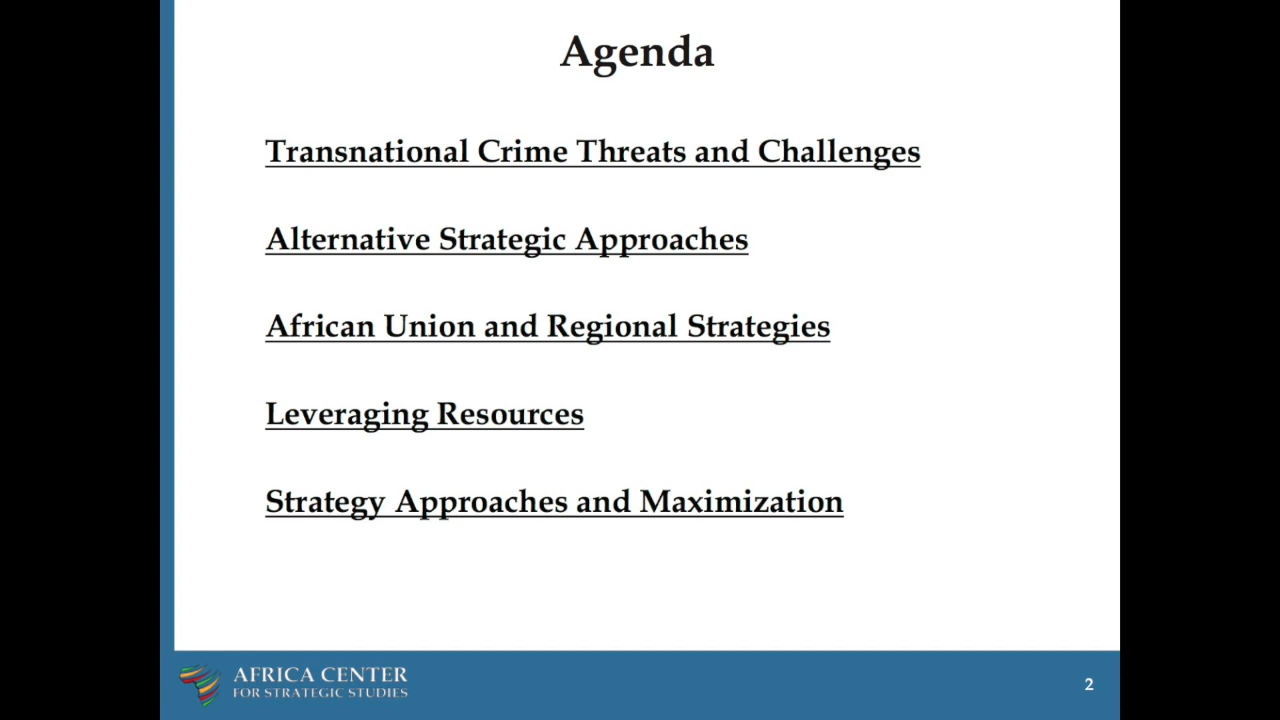 Agenda
Transnational Crime Threats and Challenges
Alternative Strategic Approaches
African Union and Regional Strategies
Leveraging Resources
Strategy Approaches and Maximization
AFRICA CENTER
FOR STRATEGIC STUDIES
2